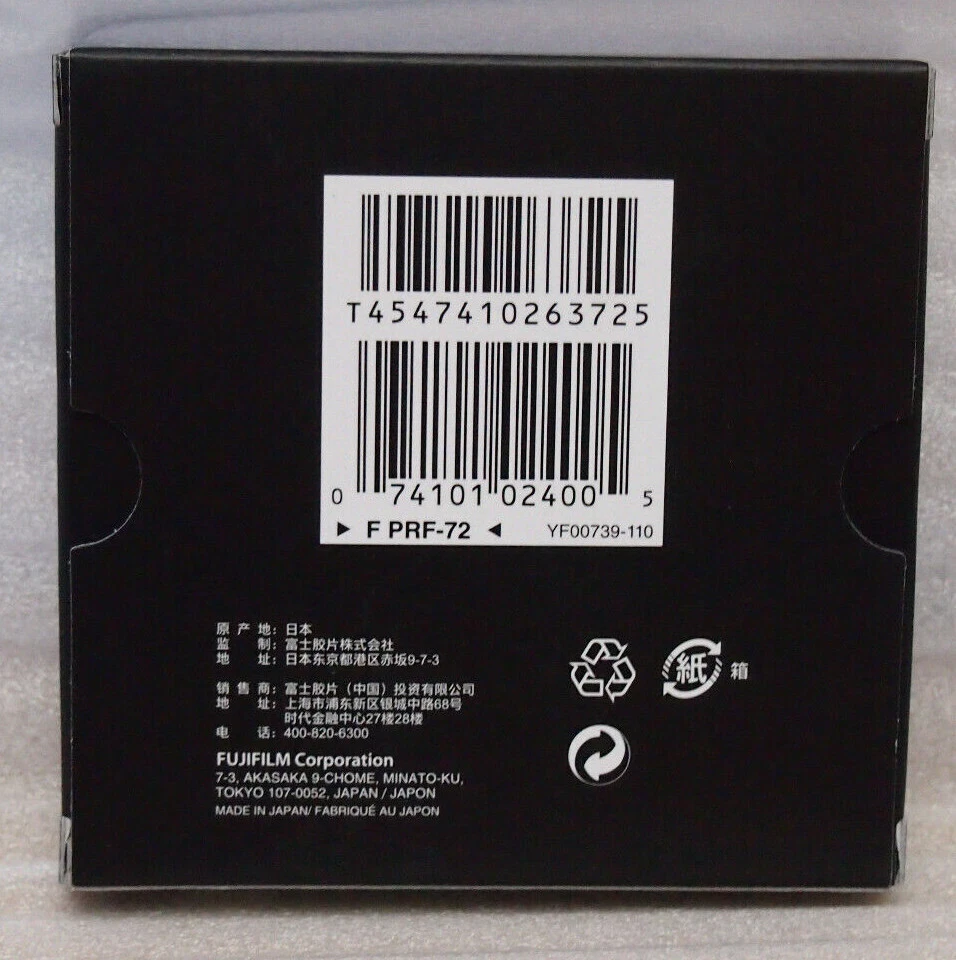 T4547410263725
0 74101 02400 5
► F PRF-72 ◄ YF00739-110
原 产 地：日本
监 制：富士胶片株式会社
地 址：日本东京都港区赤坂9-7-3
销 售 商：富士胶片（中国）投资有限公司
地 址：上海市浦东新区银城中路68号
时代金融中心27楼28楼
电 话：400-820-6300
FUJIFILM Corporation
7-3, AKASAKA 9-CHOME, MINATO-KU,
TOKYO 107-0052, JAPAN / JAPON
MADE IN JAPAN/ FABRIQUÉ AU JAPON
紙 箱